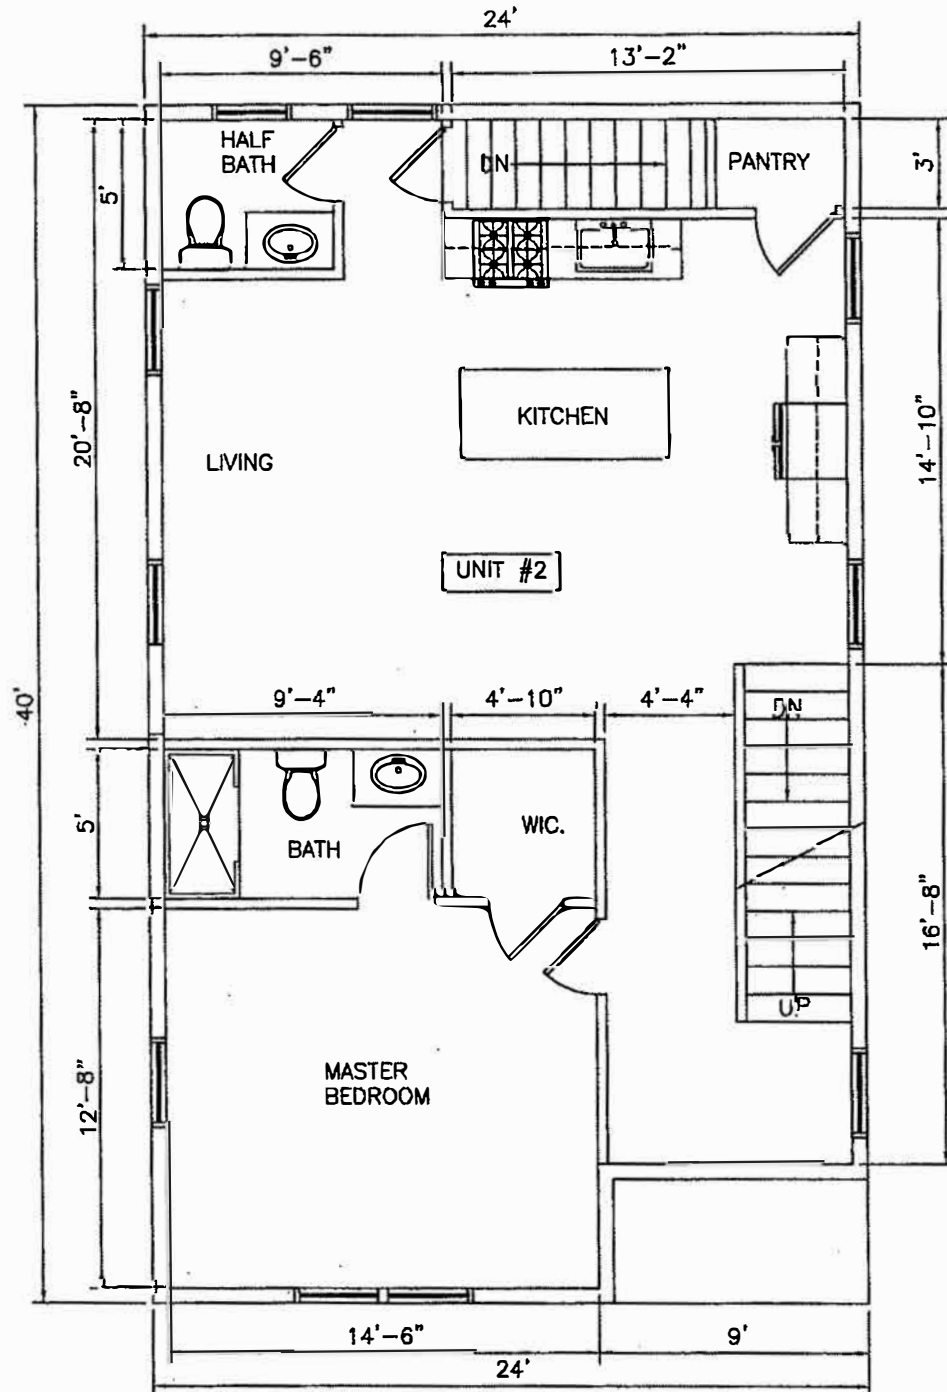 24'
9'-6"
13'-2"
HALF
BATH
DN
PANTRY
5'
3'
20'-8"
KITCHEN
14'-10"
LIVING
UNIT #2
40'
9'-4"
4'-10"
4'-4"
DN
5'
BATH
WIC.
16'-8"
UP
12'-8"
MASTER
BEDROOM
14'-6"
9'
24'